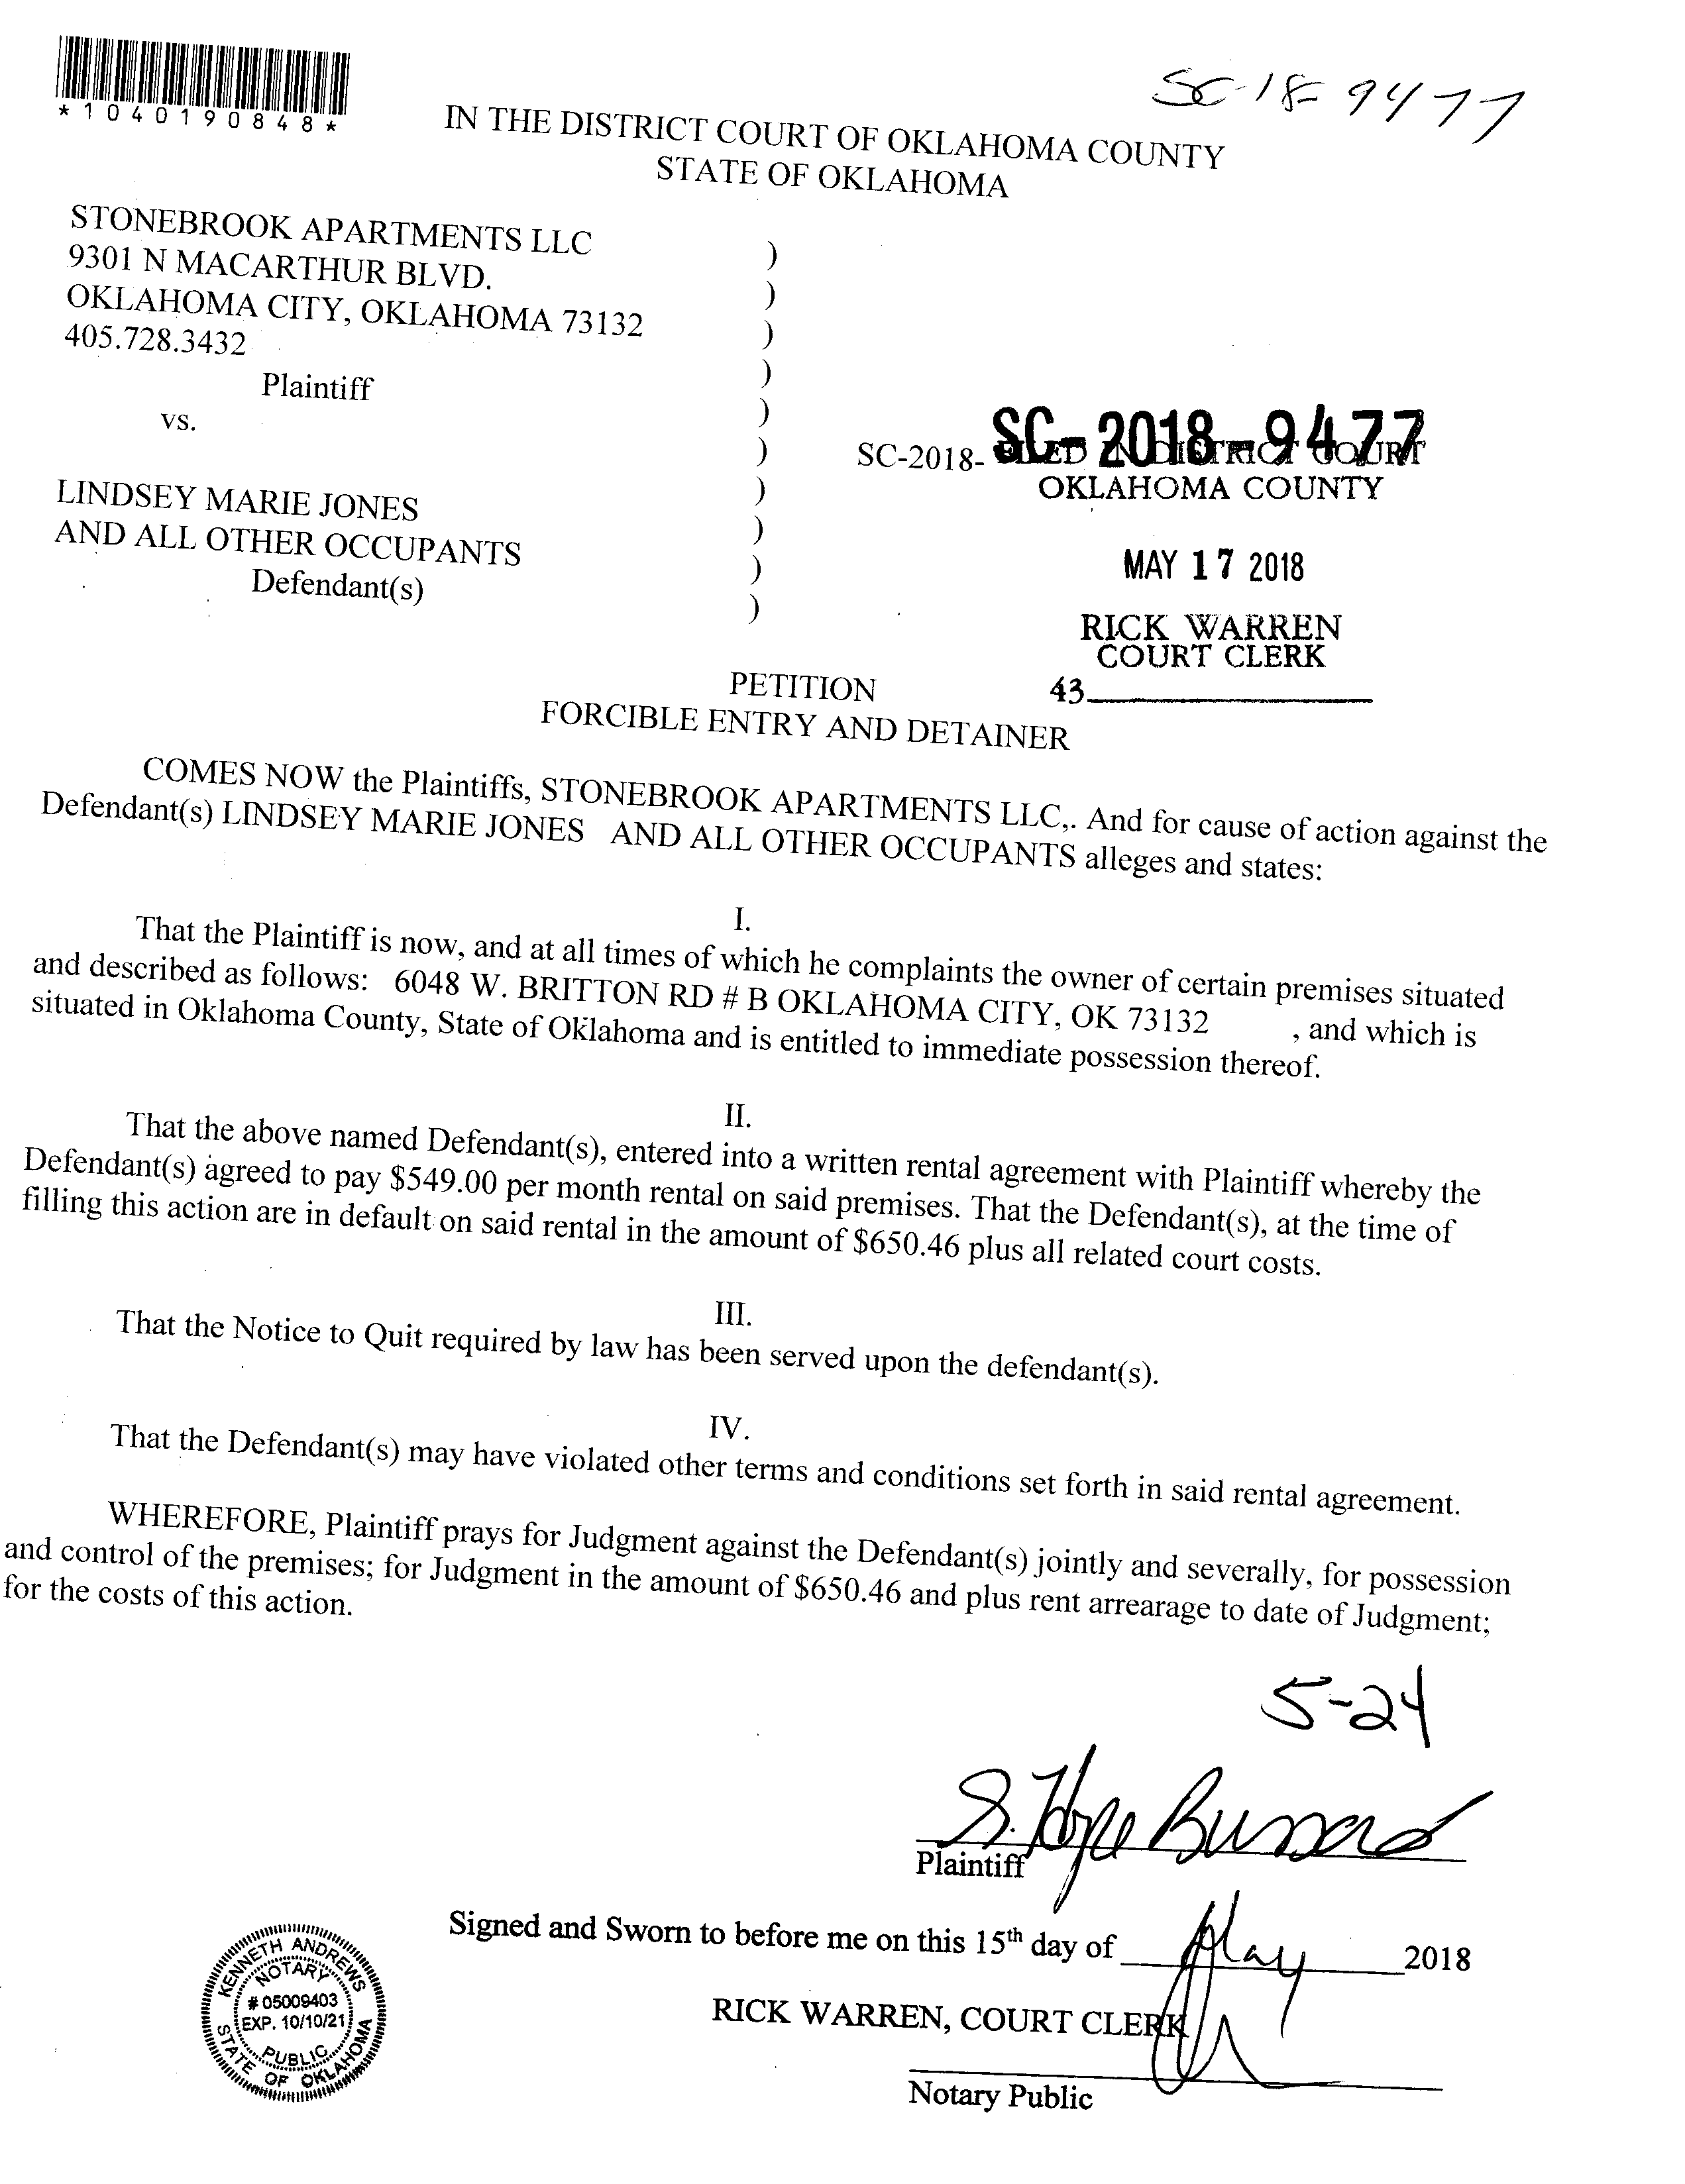 *1040190848*
SC-18-9477
IN THE DISTRICT COURT OF OKLAHOMA COUNTY
STATE OF OKLAHOMA
STONEBROOK APARTMENTS LLC )
9301 N MACARTHUR BLVD. )
OKLAHOMA CITY, OKLAHOMA 73132 )
405.728.3432 )
Plaintiff )
vs. )
SC-2018- SC-2018-9477
FILED IN DISTRICT COURT
OKLAHOMA COUNTY
LINDSEY MARIE JONES )
AND ALL OTHER OCCUPANTS )
Defendant(s) )
)
MAY 17 2018
RICK WARREN
COURT CLERK
43
PETITION
FORCIBLE ENTRY AND DETAINER
COMES NOW the Plaintiffs, STONEBROOK APARTMENTS LLC,. And for cause of action against the
Defendant(s) LINDSEY MARIE JONES AND ALL OTHER OCCUPANTS alleges and states:
I.
That the Plaintiff is now, and at all times of which he complaints the owner of certain premises situated
and described as follows: 6048 W. BRITTON RD # B OKLAHOMA CITY, OK 73132 , and which is
situated in Oklahoma County, State of Oklahoma and is entitled to immediate possession thereof.
II.
That the above named Defendant(s), entered into a written rental agreement with Plaintiff whereby the
Defendant(s) agreed to pay $549.00 per month rental on said premises. That the Defendant(s), at the time of
filling this action are in default on said rental in the amount of $650.46 plus all related court costs.
III.
That the Notice to Quit required by law has been served upon the defendant(s).
IV.
That the Defendant(s) may have violated other terms and conditions set forth in said rental agreement.
WHEREFORE, Plaintiff prays for Judgment against the Defendant(s) jointly and severally, for possession
and control of the premises; for Judgment in the amount of $650.46 and plus rent arrearage to date of Judgment;
for the costs of this action.
5-24
S. Hope Bussard
Plaintiff
Signed and Sworn to before me on this 15th day of May 2018
RICK WARREN, COURT CLERK
Notary Public
KENNETH ANDREWS
NOTARY
# 05009403
EXP. 10/10/21
PUBLIC
STATE OF OKLAHOMA